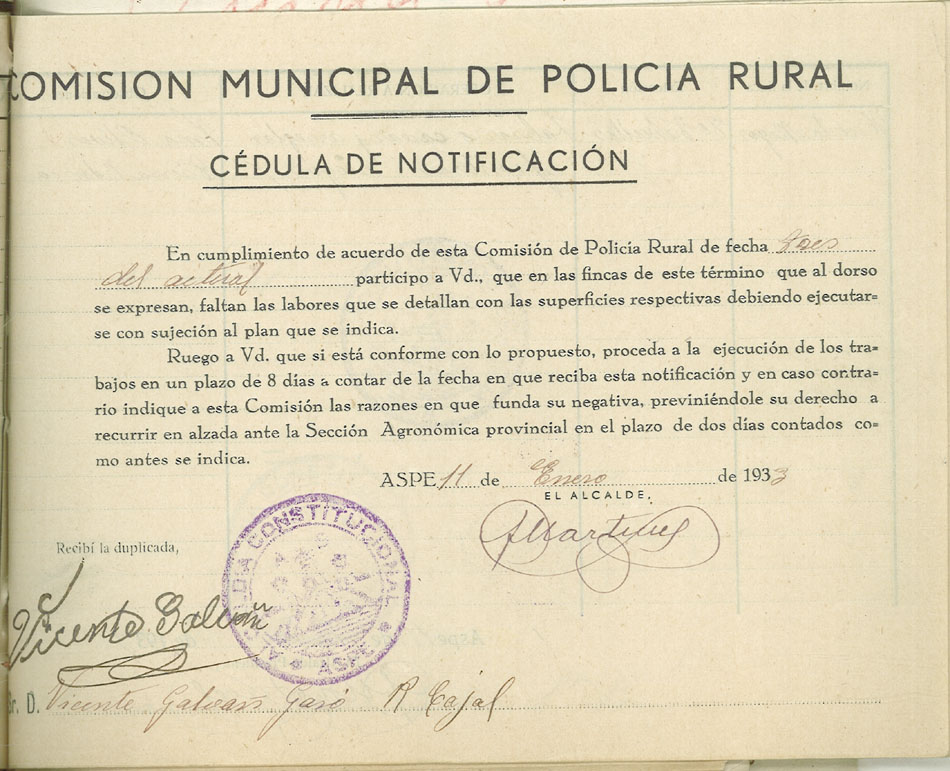 COMISION MUNICIPAL DE POLICIA RURAL
CÉDULA DE NOTIFICACIÓN
En cumplimiento de acuerdo de esta Comisión de Policía Rural de fecha
del actual participo a Vd., que en las fincas de este término que al dorso
se expresan, faltan las labores que se detallan con las superficies respectivas debiendo ejecutar=
se con sujeción al plan que se indica.
Ruego a Vd. que si está conforme con lo propuesto, proceda a la ejecución de los tra=
bajos en un plazo de 8 días a contar de la fecha en que reciba esta notificación y en caso contra=
rio indique a esta Comisión las razones en que funda su negativa, previniéndole su derecho a
recurrir en alzada ante la Sección Agronómica provincial en el plazo de dos días contados co=
mo antes se indica.
ASPE 11 de Enero de 1933
EL ALCALDE,
AMartinez
Recibí la duplicada,
ALCALDIA CONSTITUCIONAL
ASPE
Vicente Galvañ
Sr. D. Vicente Galvañ R Cajal